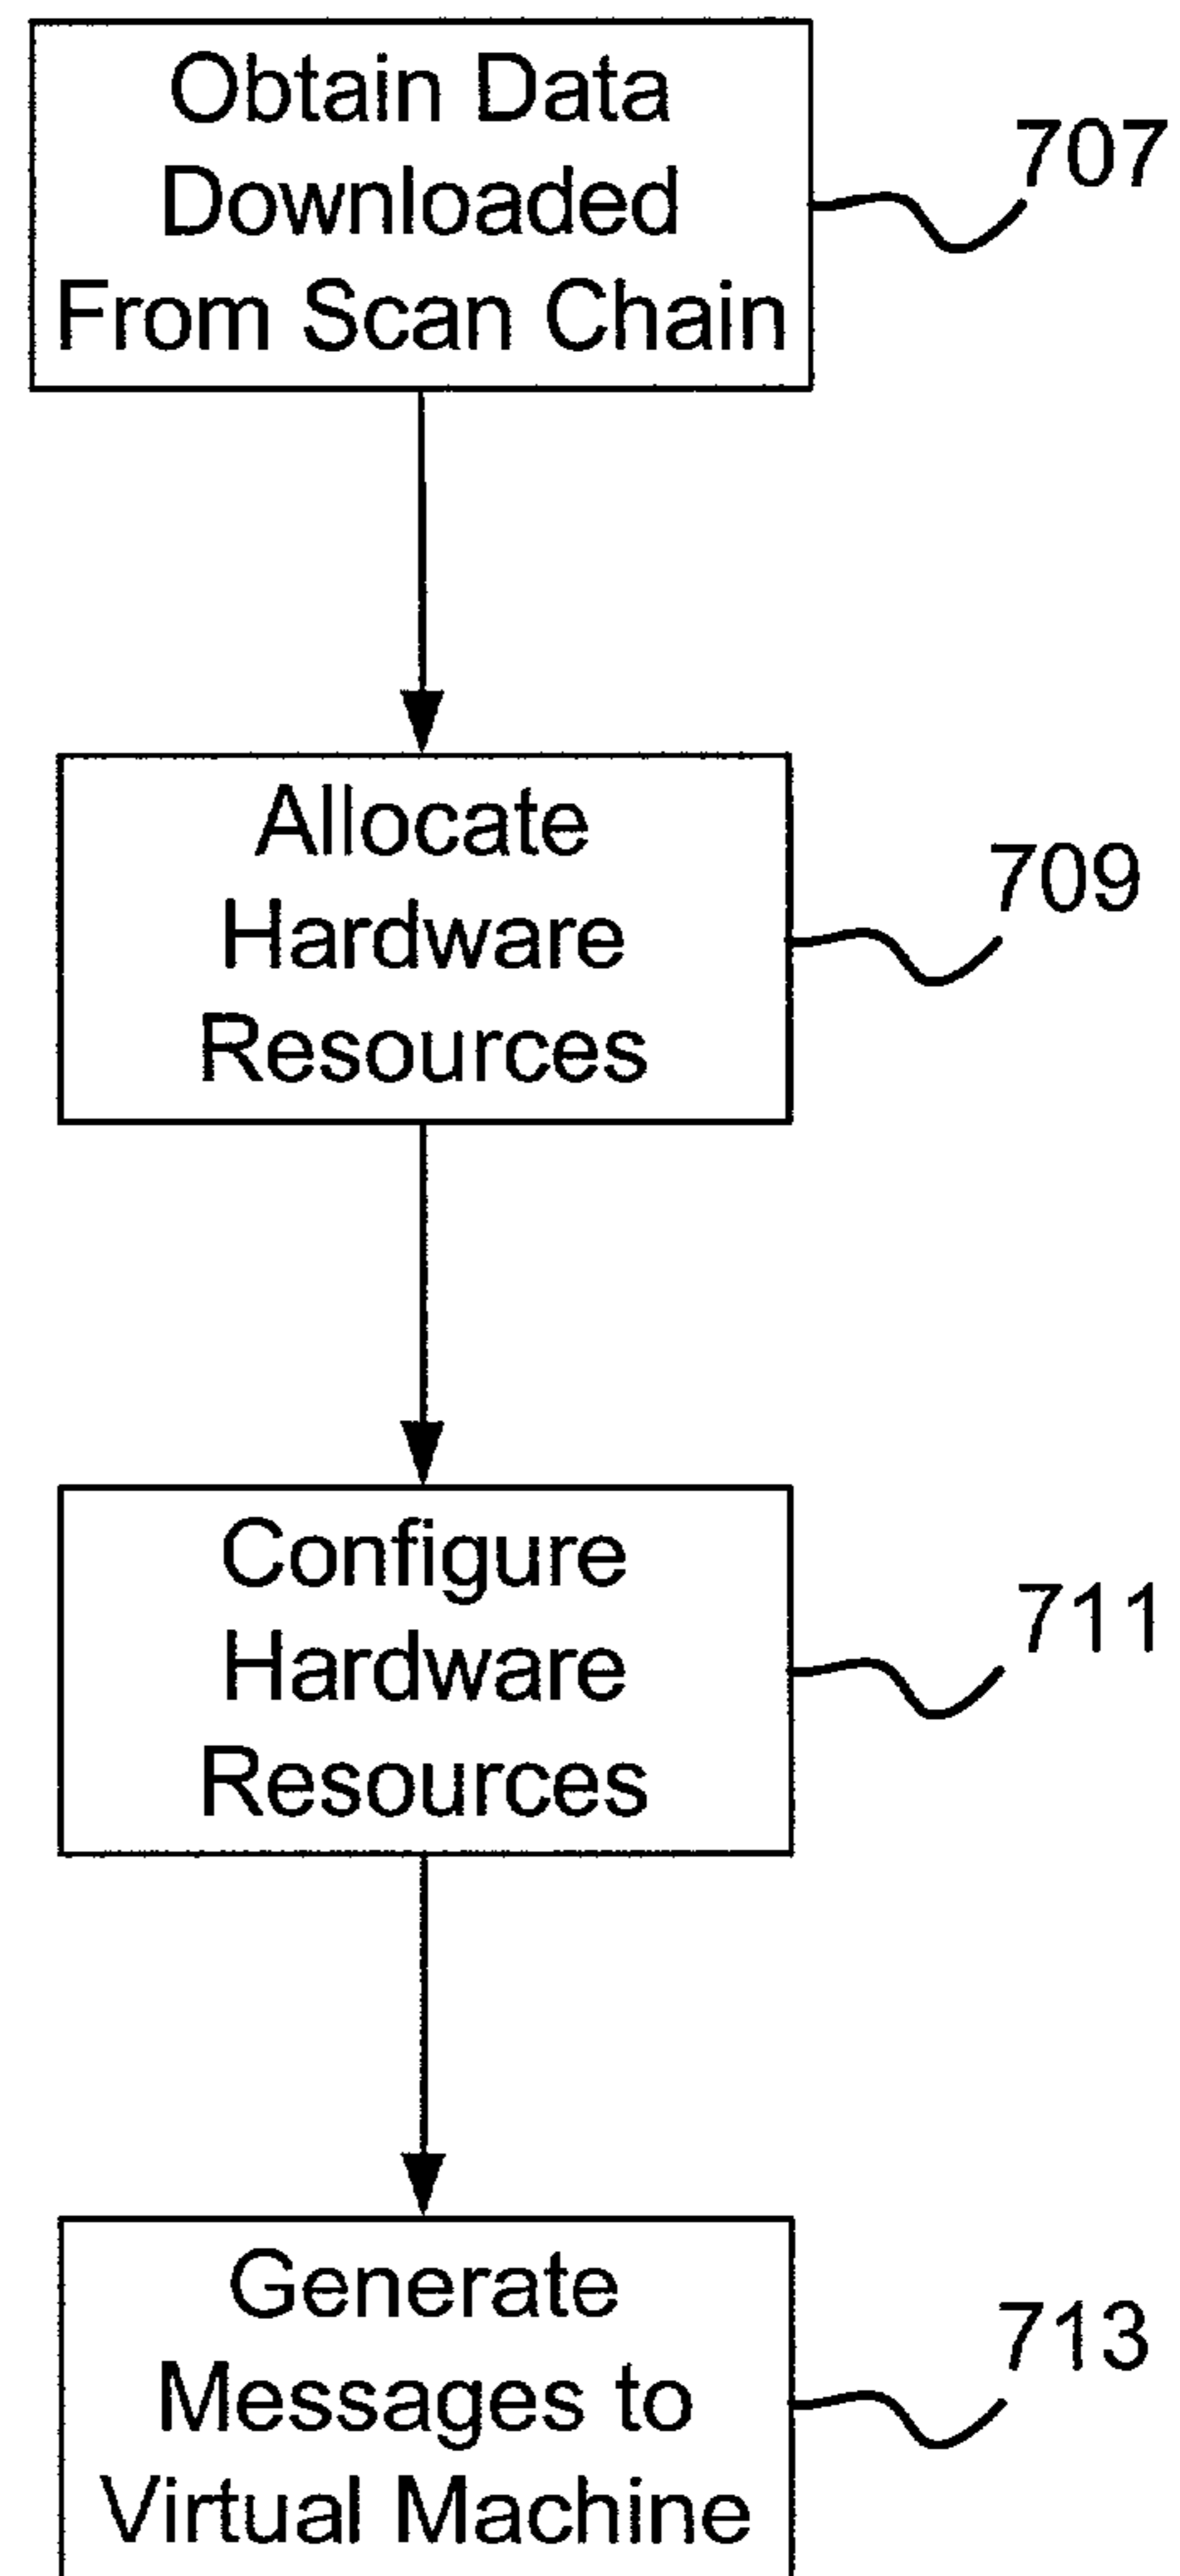 Obtain Data
Downloaded
From Scan Chain
707
Allocate
Hardware
Resources
709
Configure
Hardware
Resources
711
Generate
Messages to
Virtual Machine
713